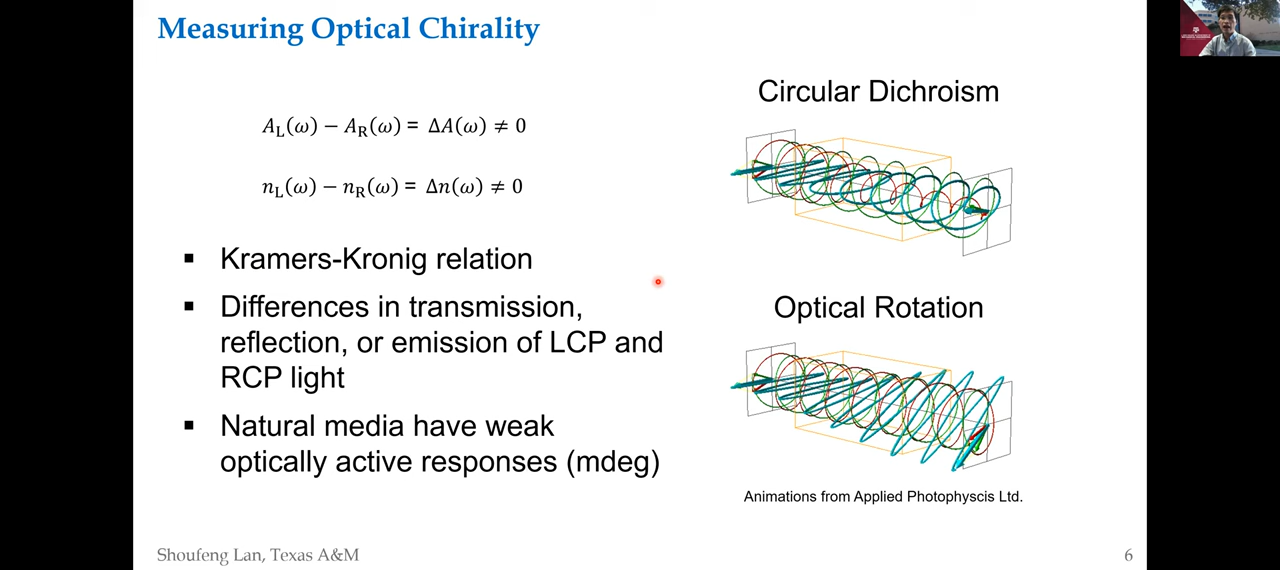 Measuring Optical Chirality
A_L(ω) − A_R(ω) = ΔA(ω) ≠ 0
n_L(ω) − n_R(ω) = Δn(ω) ≠ 0
▪ Kramers-Kronig relation
▪ Differences in transmission,
reflection, or emission of LCP and
RCP light
▪ Natural media have weak
optically active responses (mdeg)
Circular Dichroism
Optical Rotation
Animations from Applied Photophyscis Ltd.
Shoufeng Lan, Texas A&M
6